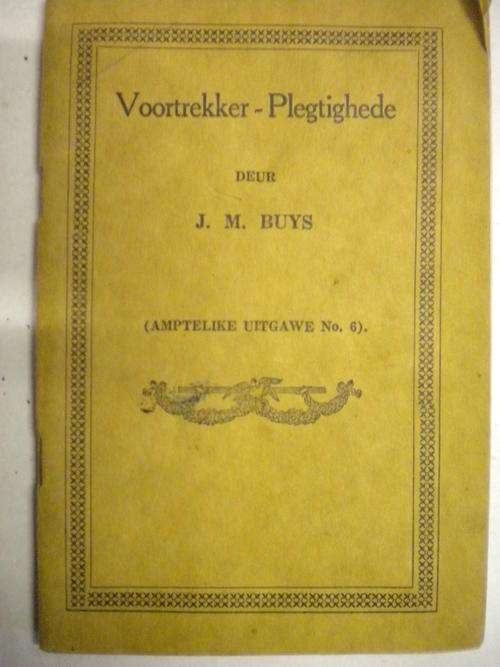 Voortrekker - Plegtighede
DEUR
J. M. BUYS
(AMPTELIKE UITGAWE No. 6).